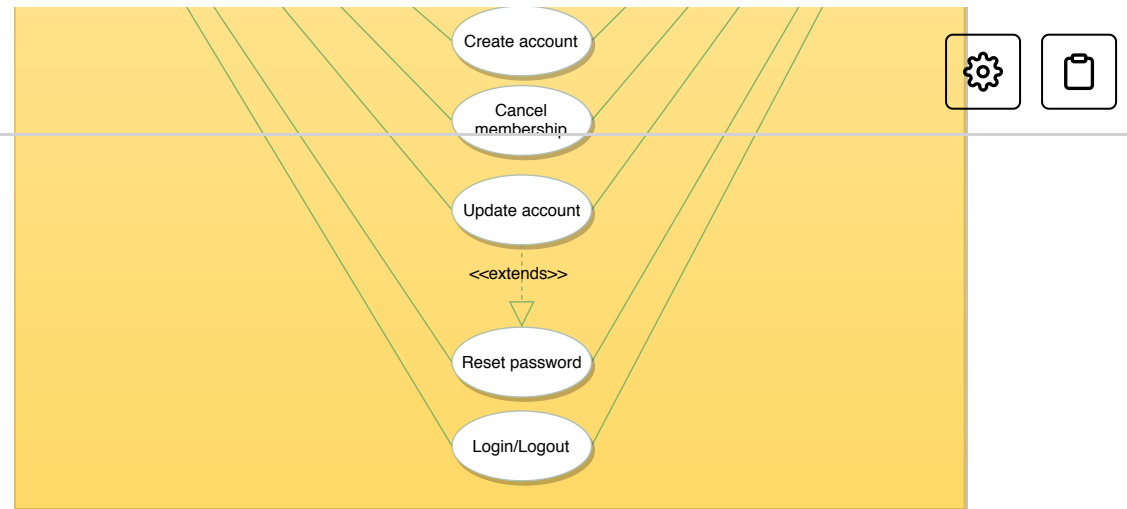 Create account
Cancel
membership
Update account
<<extends>>
Reset password
Login/Logout